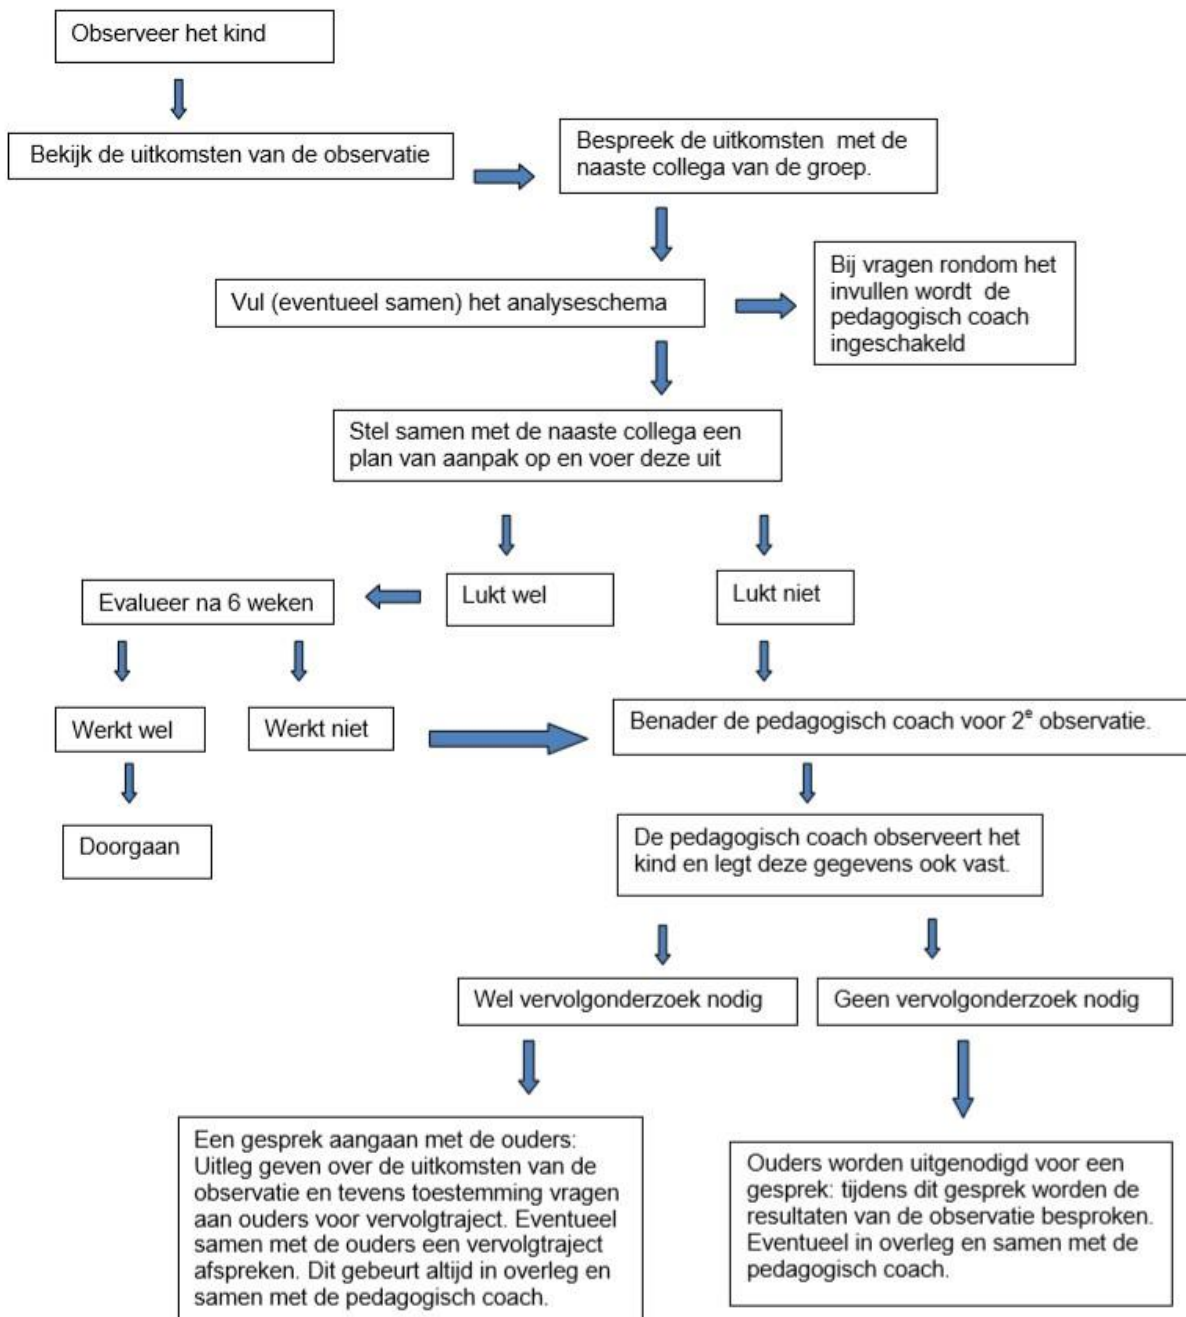 Observeer het kind
Bekijk de uitkomsten van de observatie
Bespreek de uitkomsten met de
naaste collega van de groep.
Vul (eventueel samen) het analyseschema
Bij vragen rondom het
invullen wordt de
pedagogisch coach
ingeschakeld
Stel samen met de naaste collega een
plan van aanpak op en voer deze uit
Lukt wel
Lukt niet
Evalueer na 6 weken
Werkt wel
Werkt niet
Benader de pedagogisch coach voor 2e observatie.
Doorgaan
De pedagogisch coach observeert het
kind en legt deze gegevens ook vast.
Wel vervolgonderzoek nodig
Geen vervolgonderzoek nodig
Een gesprek aangaan met de ouders:
Uitleg geven over de uitkomsten van de
observatie en tevens toestemming vragen
aan ouders voor vervolgtraject. Eventueel
samen met de ouders een vervolgtraject
afspreken. Dit gebeurt altijd in overleg en
samen met de pedagogisch coach.
Ouders worden uitgenodigd voor een
gesprek: tijdens dit gesprek worden de
resultaten van de observatie besproken.
Eventueel in overleg en samen met de
pedagogisch coach.